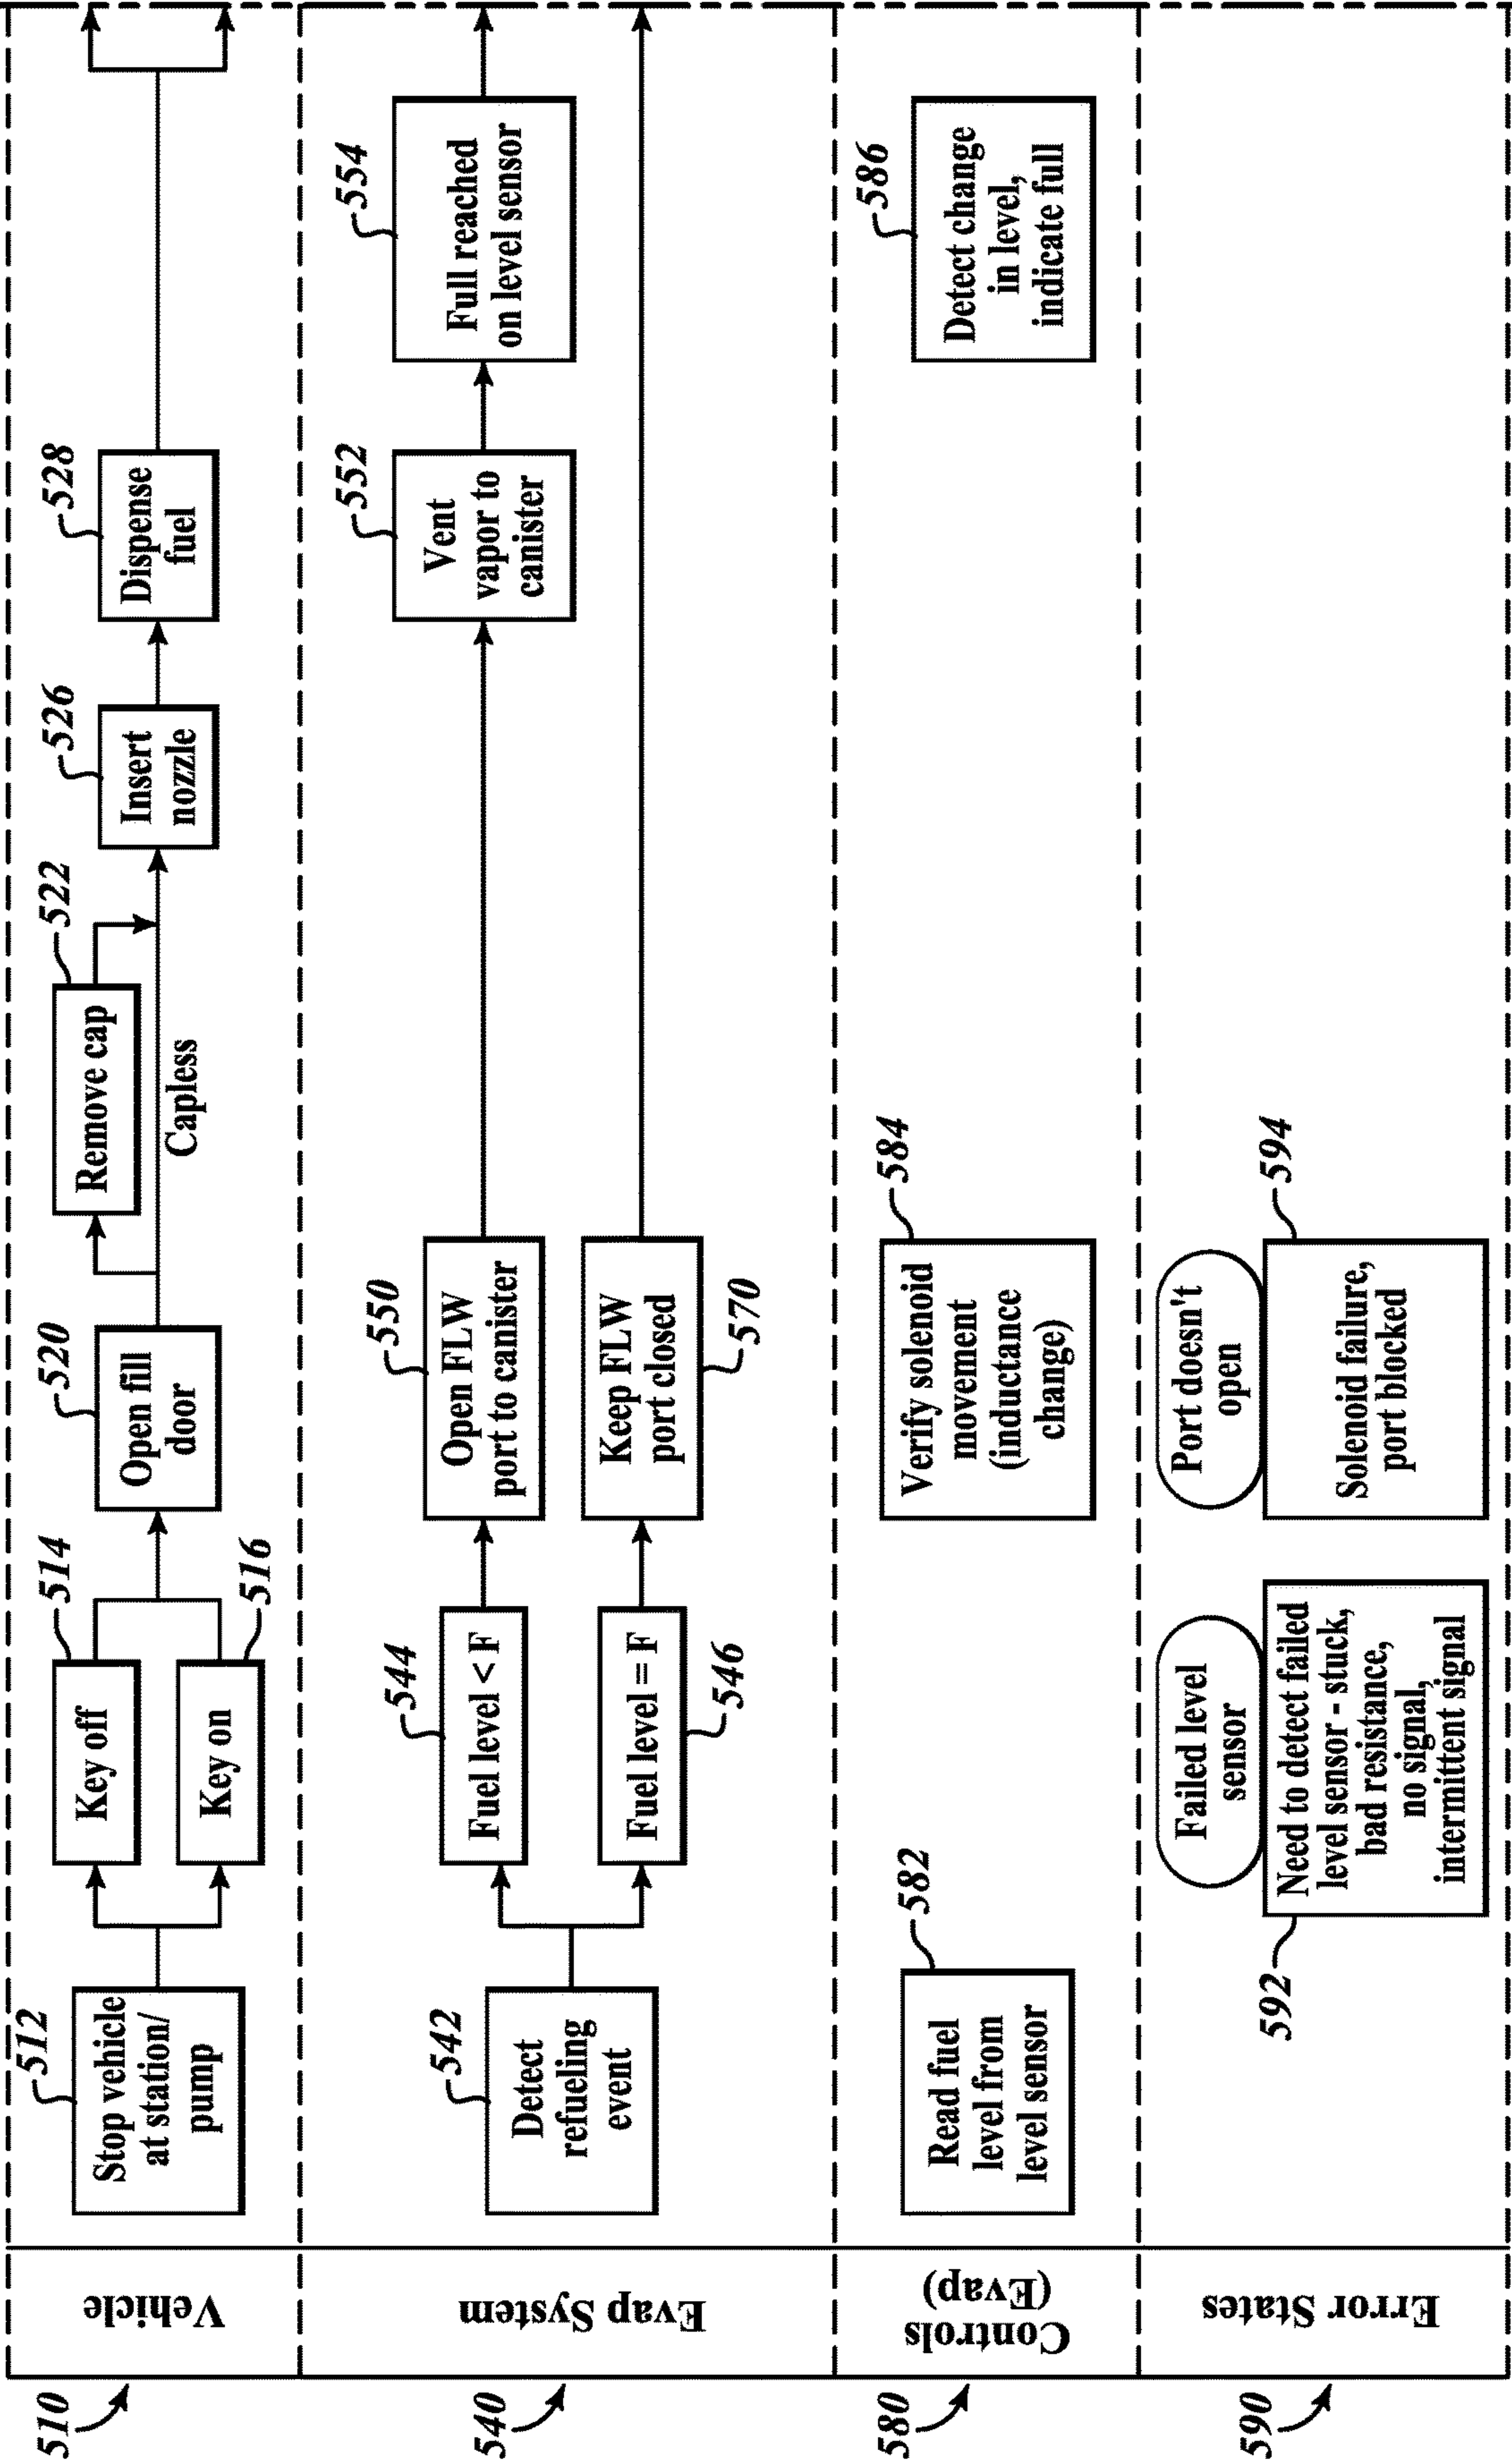 510
Vehicle
512
Stop vehicle
at station/
pump
514
Key off
516
Key on
520
Open fill
door
522
Remove cap
Capless
526
Insert
nozzle
528
Dispense
fuel
540
Evap System
542
Detect
refueling
event
544
Fuel level < F
546
Fuel level = F
550
Open FLW
port to canister
570
Keep FLW
port closed
552
Vent
vapor to
canister
554
Full reached
on level sensor
580
Controls
(Evap)
582
Read fuel
level from
level sensor
584
Verify solenoid
movement
(inductance
change)
586
Detect change
in level,
indicate full
590
Error States
592
Failed level
sensor
Need to detect failed
level sensor - stuck,
bad resistance,
no signal,
intermittent signal
594
Port doesn't
open
Solenoid failure,
port blocked